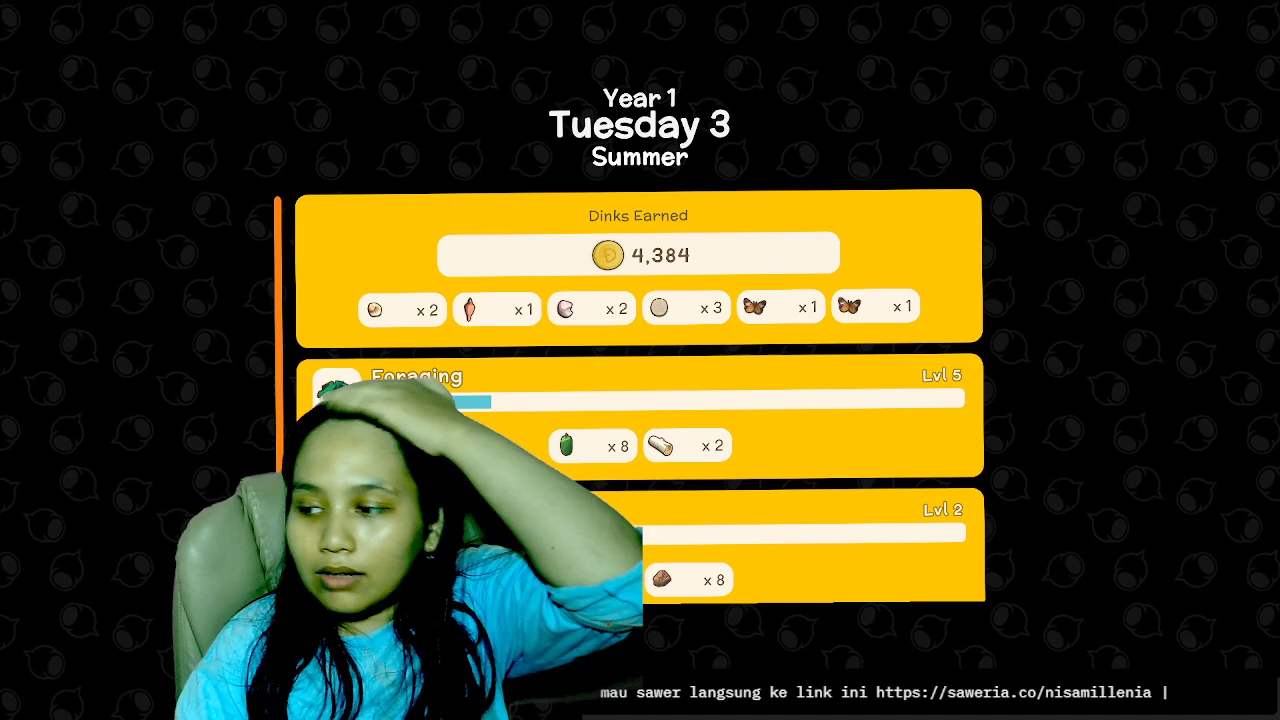 Year 1
Tuesday 3
Summer
Dinks Earned
4,384
x 2 x 1 x 2 x 3 x 1 x 1
Foraging Lvl 5
x 8 x 2
Lvl 2
x 8
mau sawer langsung ke link ini https://saweria.co/nisamillenia |